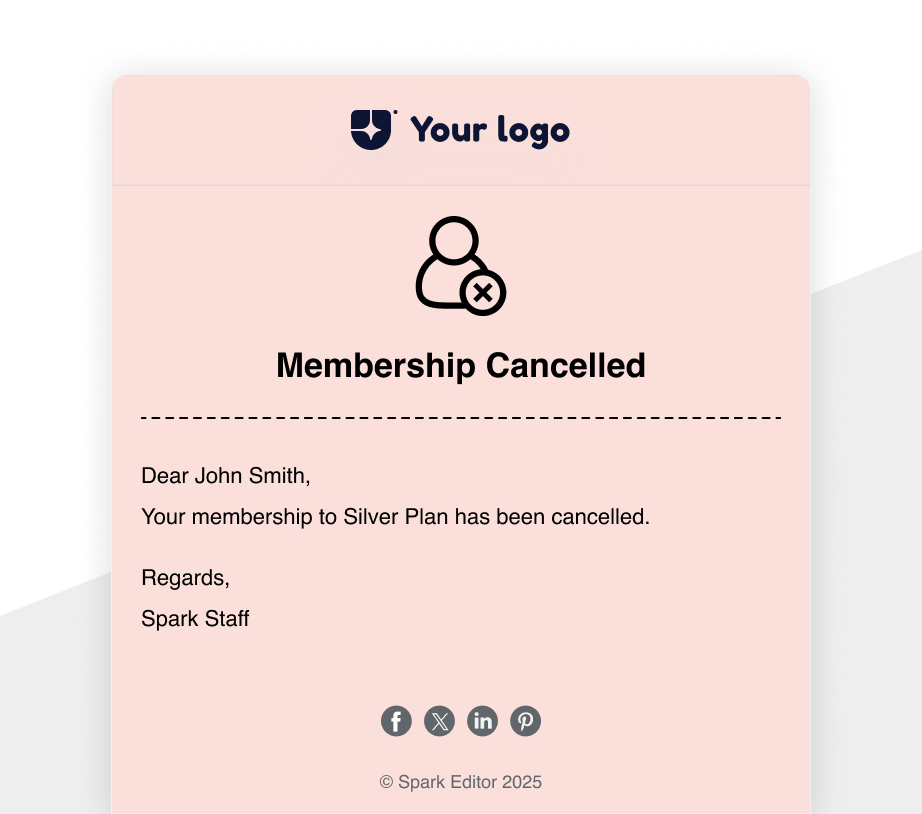 Your logo
Membership Cancelled
Dear John Smith,
Your membership to Silver Plan has been cancelled.
Regards,
Spark Staff
© Spark Editor 2025